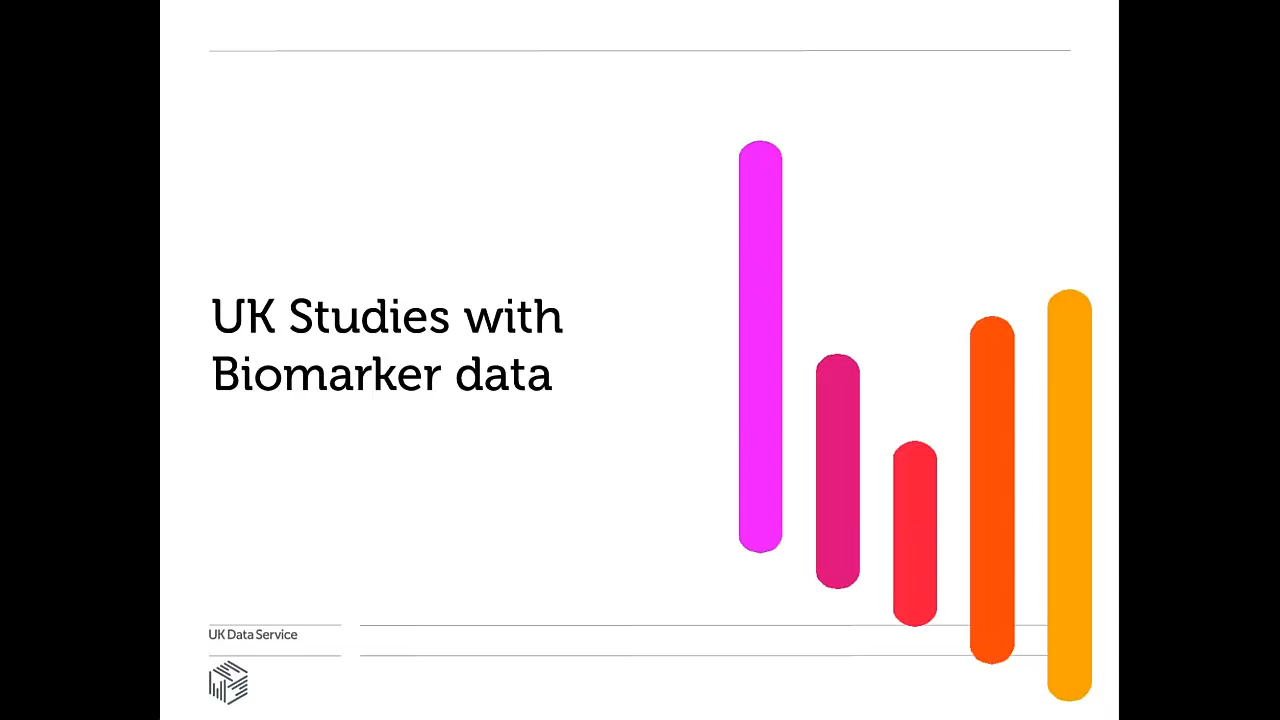 UK Studies with
Biomarker data
UK Data Service